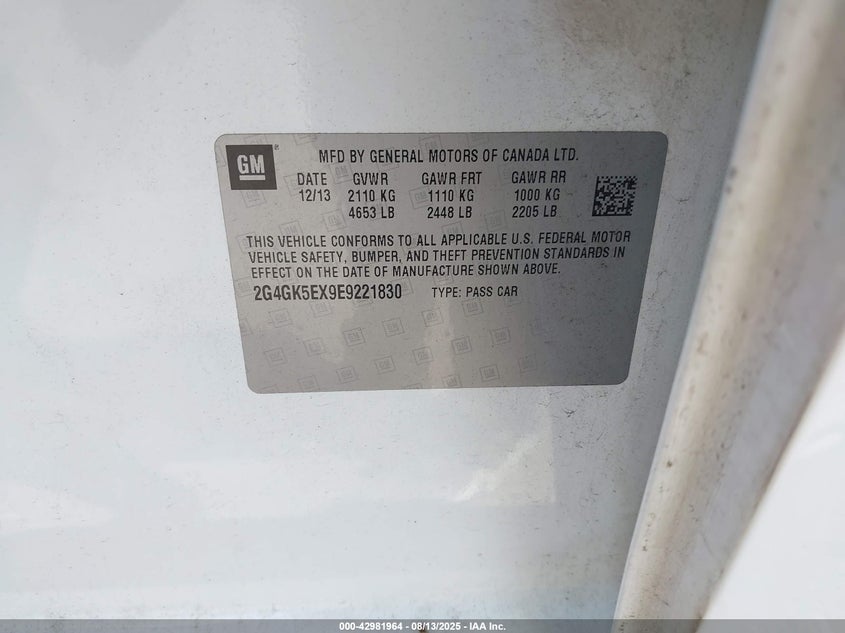 GM
MFD BY GENERAL MOTORS OF CANADA LTD.
DATE GVWR GAWR FRT GAWR RR
12/13 2110 KG 1110 KG 1000 KG
4653 LB 2448 LB 2205 LB
THIS VEHICLE CONFORMS TO ALL APPLICABLE U.S. FEDERAL MOTOR
VEHICLE SAFETY, BUMPER, AND THEFT PREVENTION STANDARDS IN
EFFECT ON THE DATE OF MANUFACTURE SHOWN ABOVE.
2G4GK5EX9E9221830 TYPE: PASS CAR
000-42981964 - 08/13/2025 - IAA Inc.